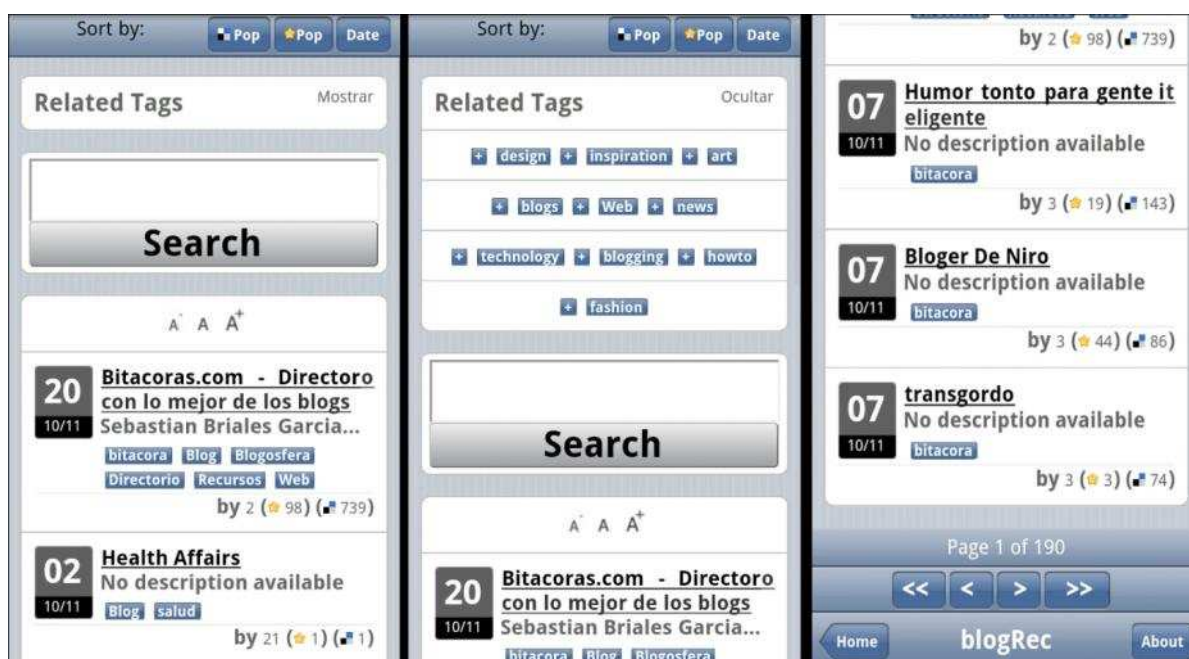 Sort by:
Pop
Pop
Date
Related Tags
Mostrar
Search
A- A A+
20
10/11
Bitacoras.com - Directoro
con lo mejor de los blogs
Sebastian Briales Garcia...
bitacora Blog Blogosfera
Directorio Recursos Web
by 2 (98) (739)
02
10/11
Health Affairs
No description available
Blog salud
by 21 (1) (1)
Sort by:
Pop
Pop
Date
Related Tags
Ocultar
+ design + inspiration + art
+ blogs + Web + news
+ technology + blogging + howto
+ fashion
Search
A- A A+
20
10/11
Bitacoras.com - Directoro
con lo mejor de los blogs
Sebastian Briales Garcia...
bitacora Blog Blogosfera
by 2 (98) (739)
07
10/11
Humor tonto para gente it
eligente
No description available
bitacora
by 3 (19) (143)
07
10/11
Bloger De Niro
No description available
bitacora
by 3 (44) (86)
07
10/11
transgordo
No description available
bitacora
by 3 (3) (74)
Page 1 of 190
<< < > >>
Home
blogRec
About